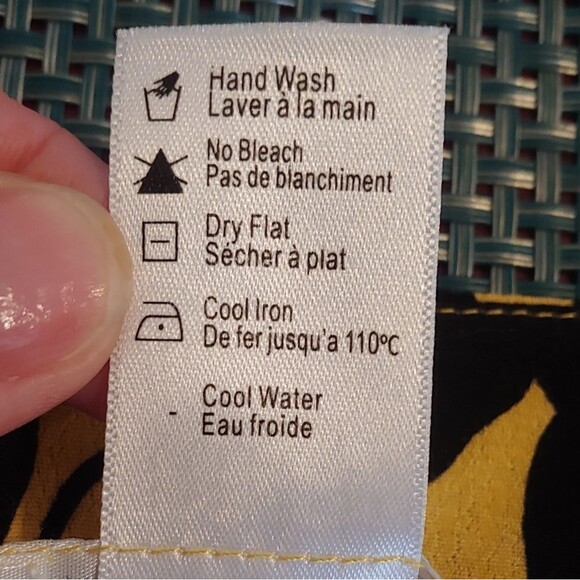 Hand Wash
Laver à la main
No Bleach
Pas de blanchiment
Dry Flat
Sécher à plat
Cool Iron
De fer jusqu'a 110ºC
- Cool Water
Eau froide